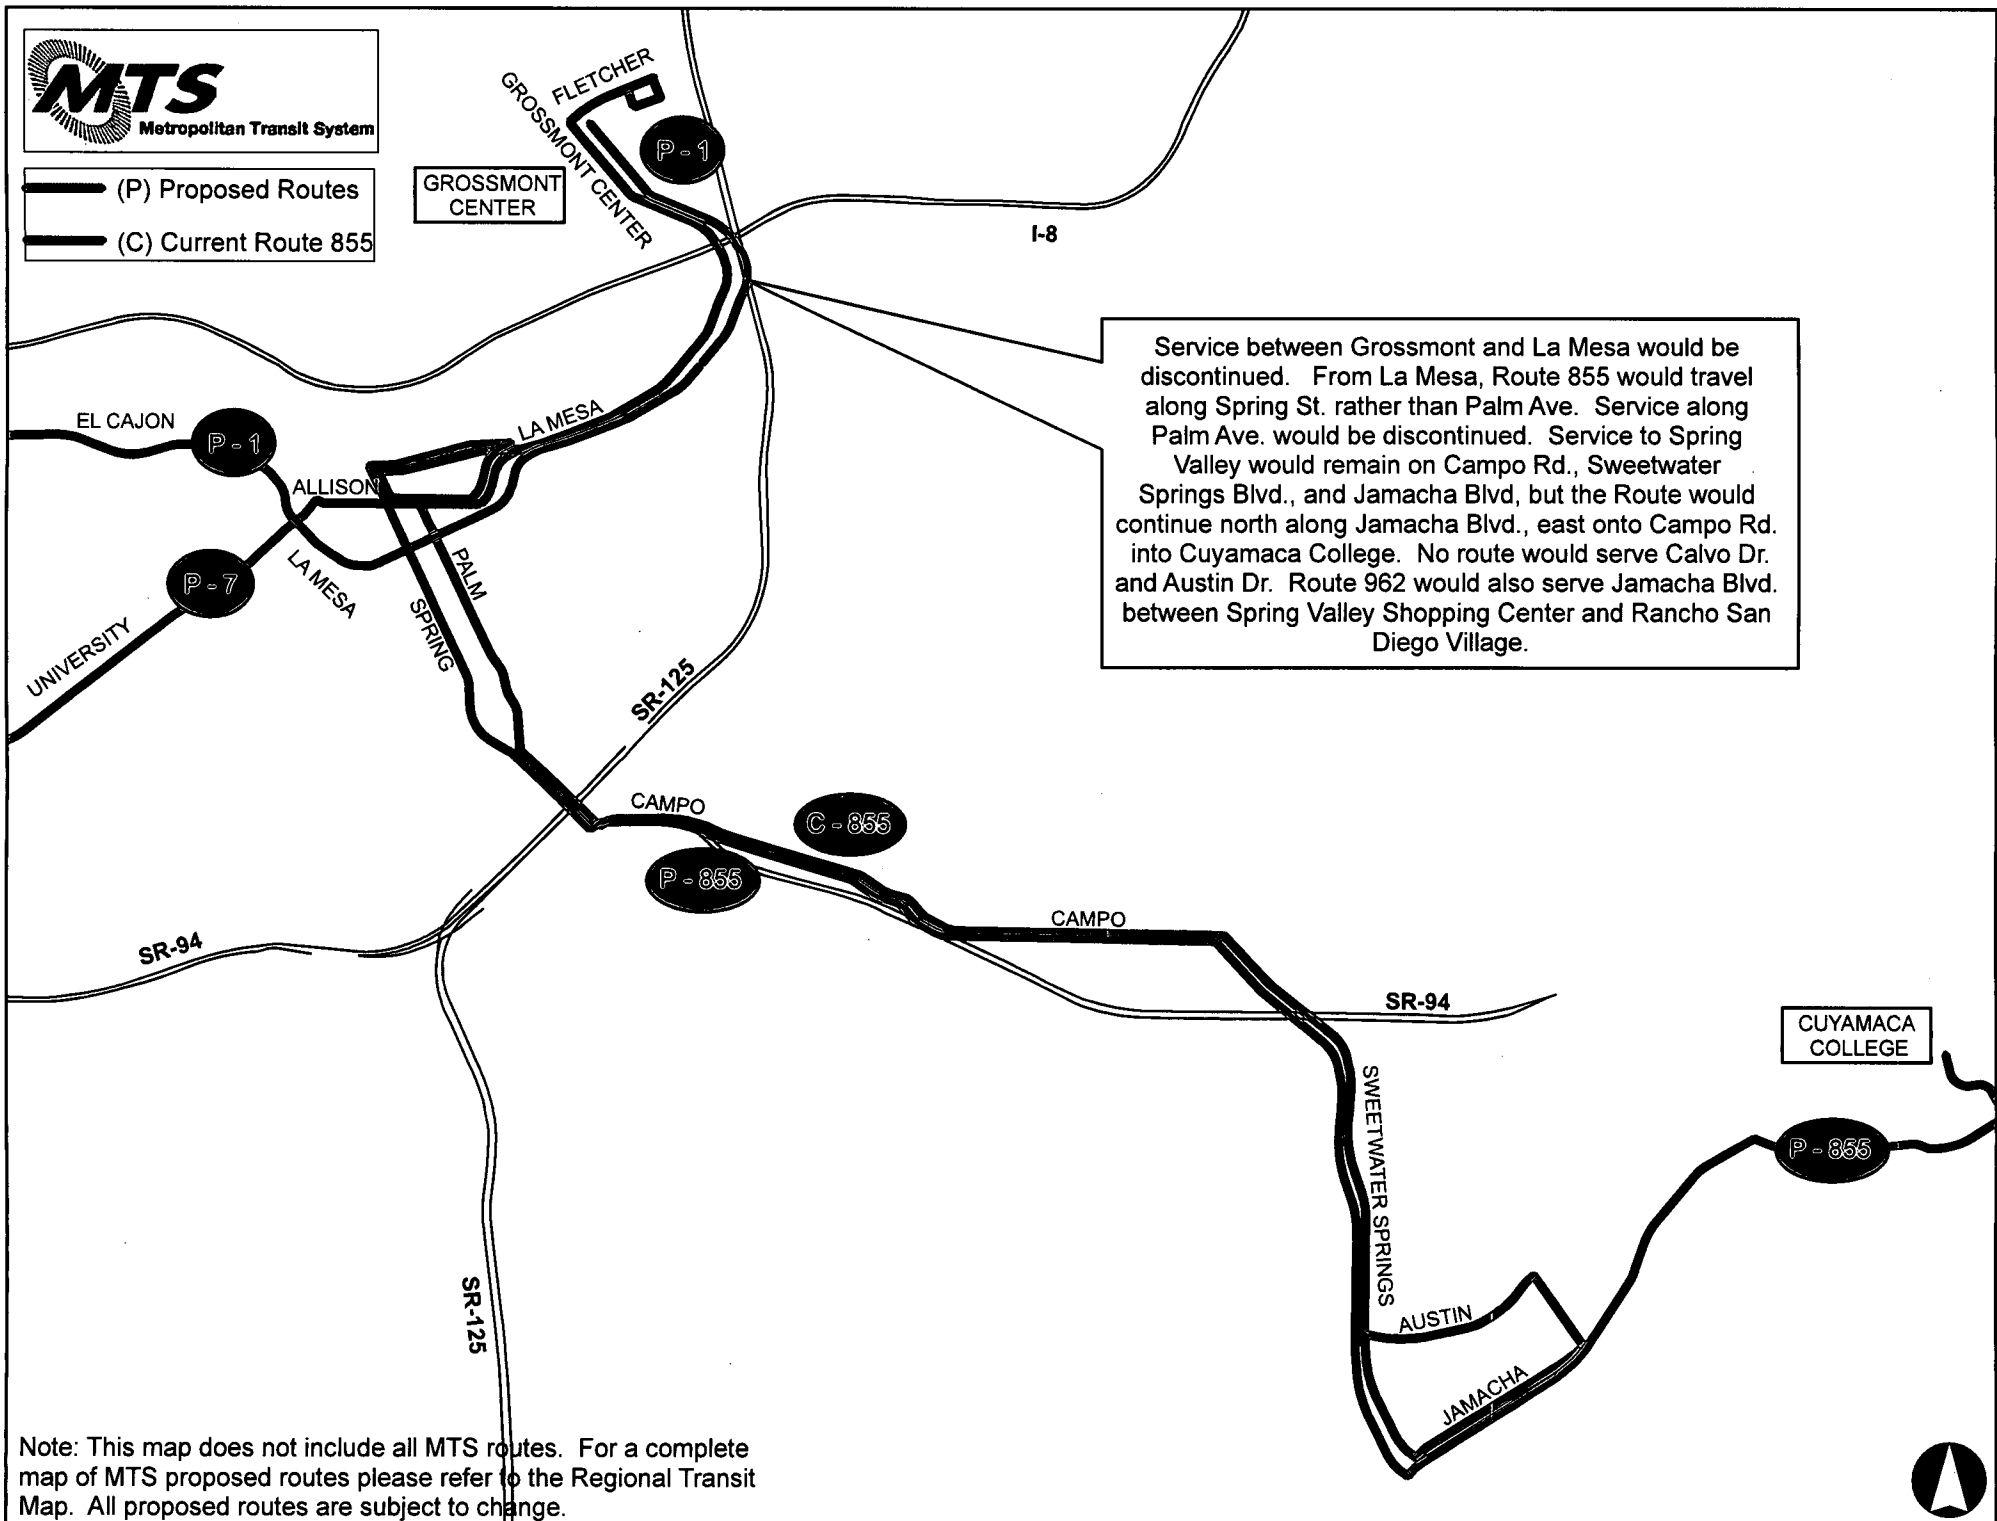 MTS
Metropolitan Transit System
(P) Proposed Routes
(C) Current Route 855
FLETCHER
GROSSMONT CENTER
P - 1
GROSSMONT
CENTER
I-8
Service between Grossmont and La Mesa would be
discontinued. From La Mesa, Route 855 would travel
along Spring St. rather than Palm Ave. Service along
Palm Ave. would be discontinued. Service to Spring
Valley would remain on Campo Rd., Sweetwater
Springs Blvd., and Jamacha Blvd, but the Route would
continue north along Jamacha Blvd., east onto Campo Rd.
into Cuyamaca College. No route would serve Calvo Dr.
and Austin Dr. Route 962 would also serve Jamacha Blvd.
between Spring Valley Shopping Center and Rancho San
Diego Village.
EL CAJON
P - 1
LA MESA
ALLISON
LA MESA
P - 7
PALM
SPRING
UNIVERSITY
SR-125
CAMPO
C - 855
P - 855
CAMPO
SR-94
SR-94
CUYAMACA
COLLEGE
SWEETWATER SPRINGS
P - 855
SR-125
AUSTIN
JAMACHA
Note: This map does not include all MTS routes. For a complete
map of MTS proposed routes please refer to the Regional Transit
Map. All proposed routes are subject to change.